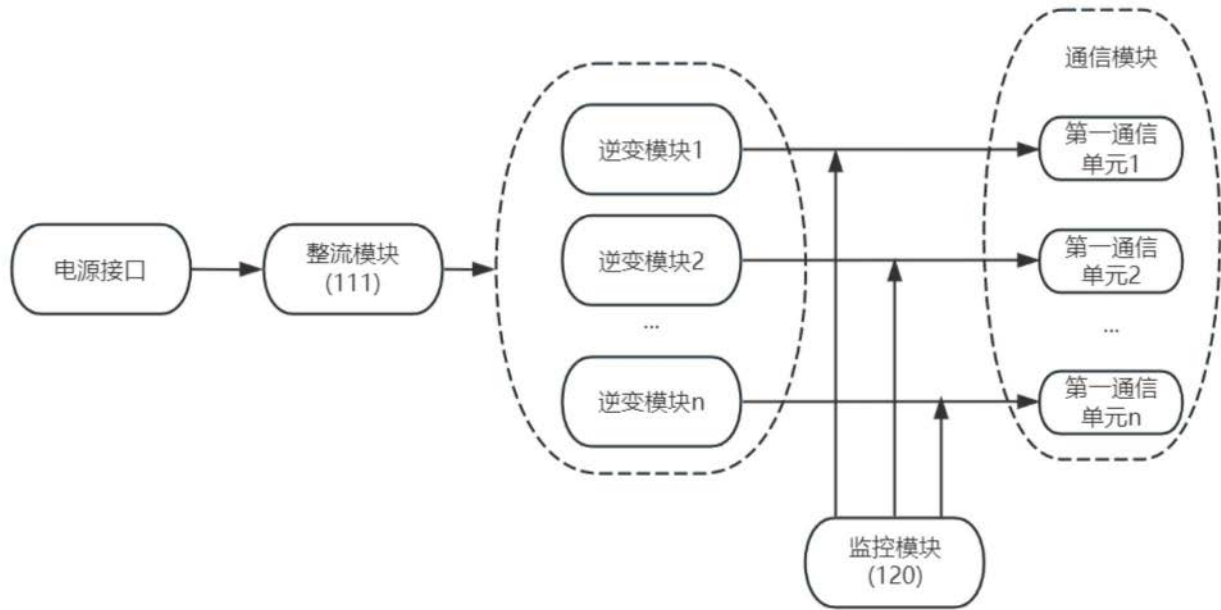 通信模块
逆变模块1
第一通信
单元1
电源接口
整流模块
(111)
逆变模块2
第一通信
单元2
...
...
逆变模块n
第一通信
单元n
监控模块
(120)